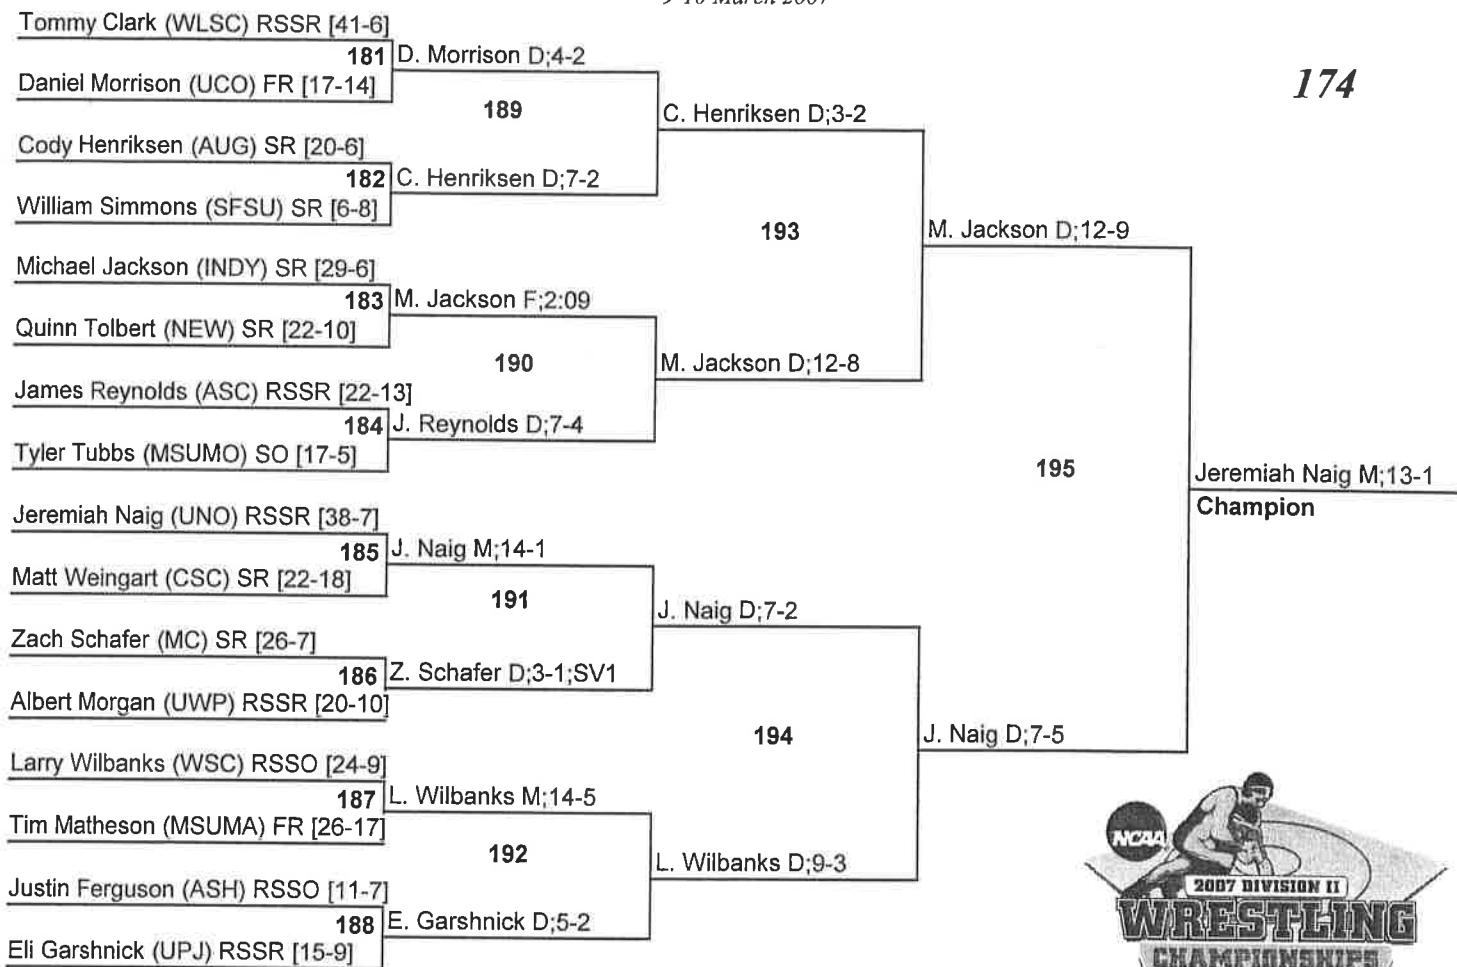 9-10 March 2007
174
Tommy Clark (WLSC) RSSR [41-6]
181 D. Morrison D;4-2
Daniel Morrison (UCO) FR [17-14]
189
C. Henriksen D;3-2
Cody Henriksen (AUG) SR [20-6]
182 C. Henriksen D;7-2
William Simmons (SFSU) SR [6-8]
193
M. Jackson D;12-9
Michael Jackson (INDY) SR [29-6]
183 M. Jackson F;2:09
Quinn Tolbert (NEW) SR [22-10]
190
M. Jackson D;12-8
James Reynolds (ASC) RSSR [22-13]
184 J. Reynolds D;7-4
Tyler Tubbs (MSUMO) SO [17-5]
195
Jeremiah Naig M;13-1
Champion
Jeremiah Naig (UNO) RSSR [38-7]
185 J. Naig M;14-1
Matt Weingart (CSC) SR [22-18]
191
J. Naig D;7-2
Zach Schafer (MC) SR [26-7]
186 Z. Schafer D;3-1;SV1
Albert Morgan (UWP) RSSR [20-10]
194
J. Naig D;7-5
Larry Wilbanks (WSC) RSSO [24-9]
187 L. Wilbanks M;14-5
Tim Matheson (MSUMA) FR [26-17]
192
L. Wilbanks D;9-3
Justin Ferguson (ASH) RSSO [11-7]
188 E. Garshnick D;5-2
Eli Garshnick (UPJ) RSSR [15-9]
NCAA
2007 DIVISION II
WRESTLING
CHAMPIONSHIPS